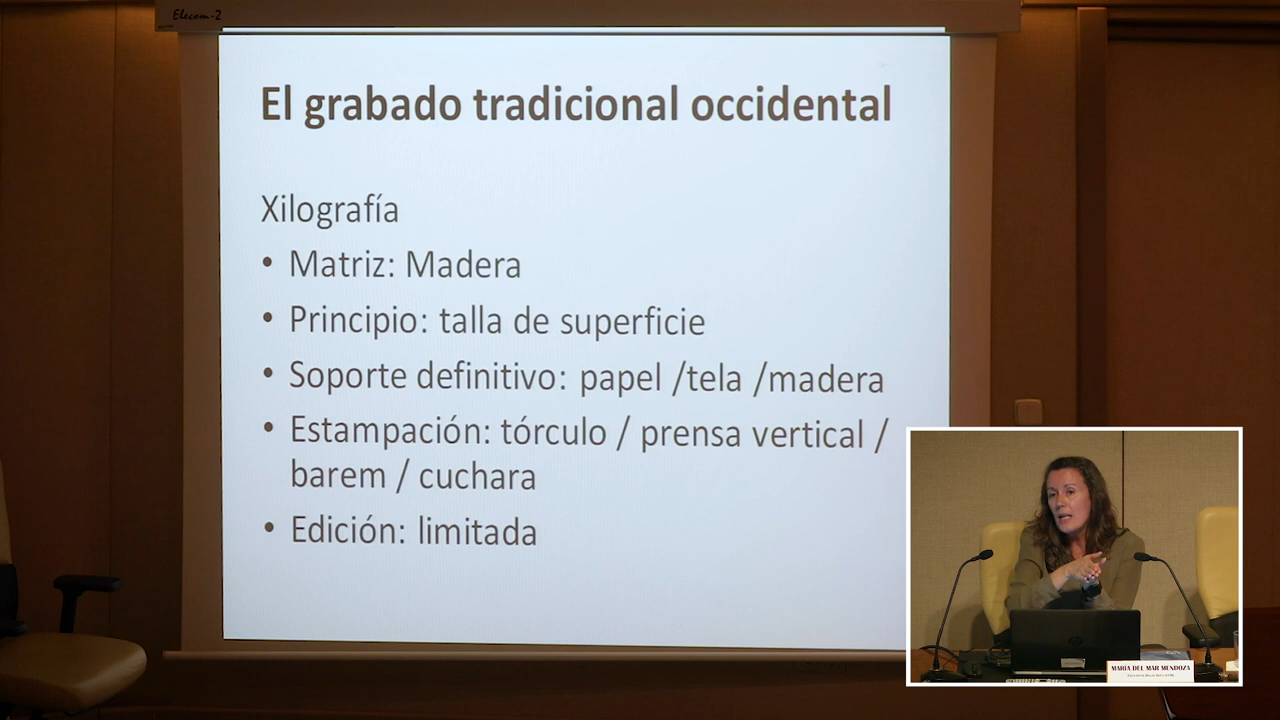 Elecom-2
El grabado tradicional occidental
Xilografía
• Matriz: Madera
• Principio: talla de superficie
• Soporte definitivo: papel /tela /madera
• Estampación: tórculo / prensa vertical /
barem / cuchara
• Edición: limitada
MARÍA DEL MAR MENDOZA